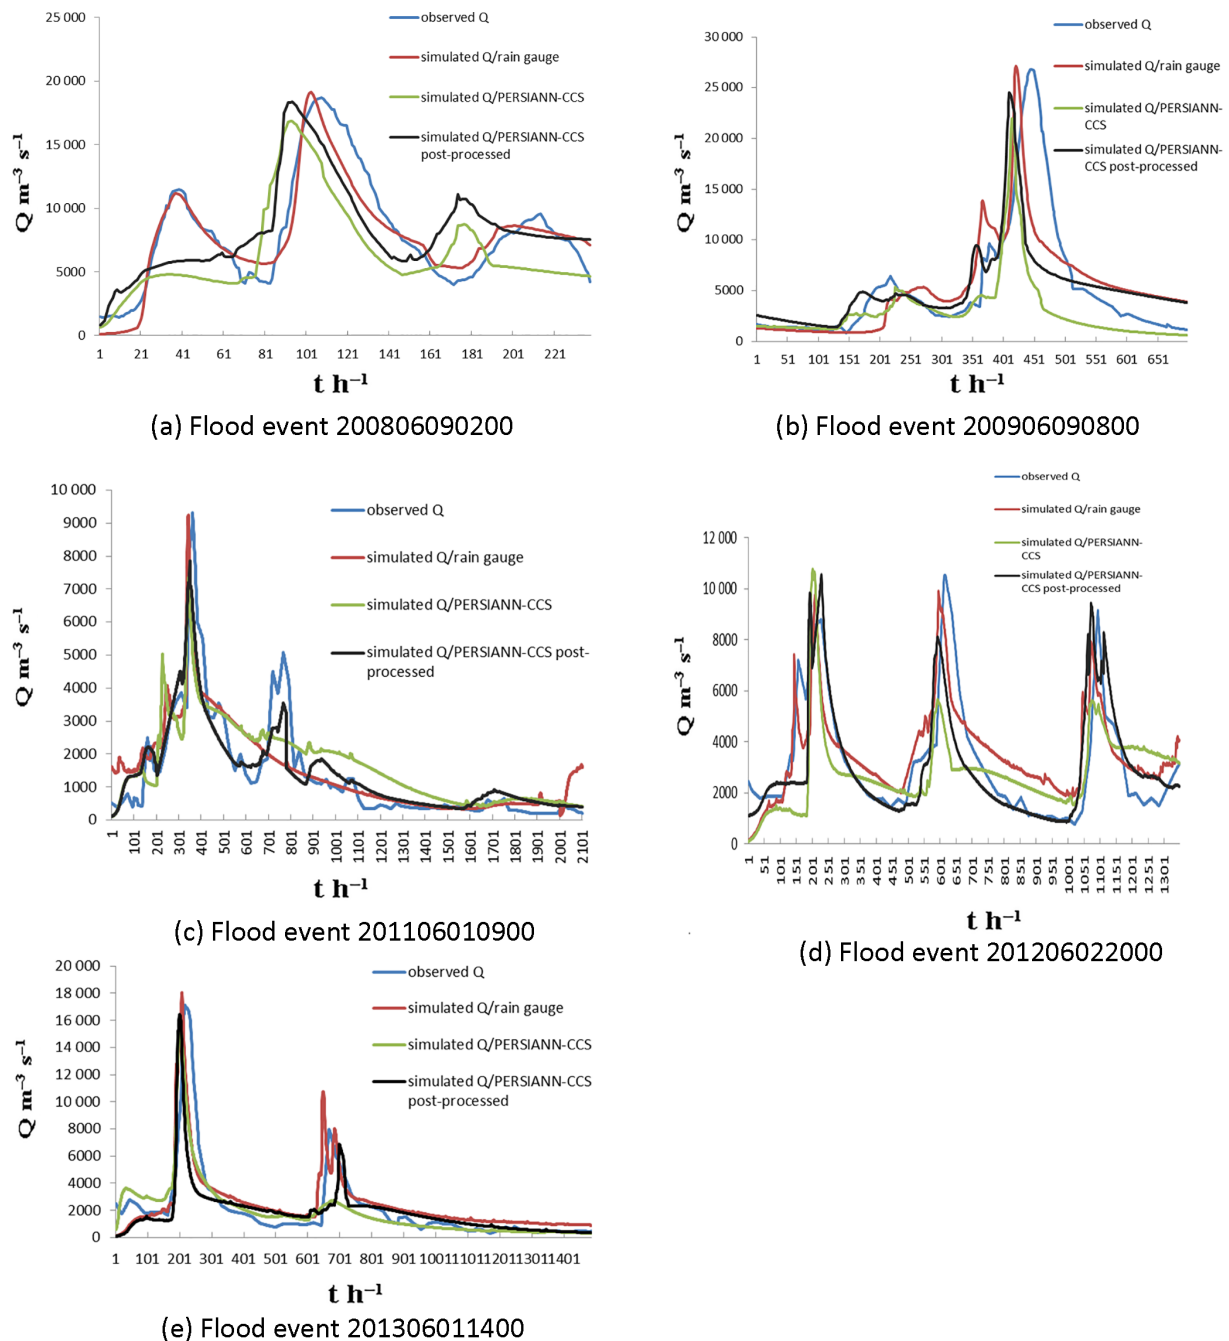 25 000
20 000
15 000
10 000
5000
0
Q m⁻³ s⁻¹
1 21 41 61 81 101 121 141 161 181 201 221
t h⁻¹
observed Q
simulated Q/rain gauge
simulated Q/PERSIANN-CCS
simulated Q/PERSIANN-CCS
post-processed
(a) Flood event 200806090200
30 000
25 000
20 000
15 000
10 000
5000
0
Q m⁻³ s⁻¹
1 51 101 151 201 251 301 351 401 451 501 551 601 651
t h⁻¹
observed Q
simulated Q/rain gauge
simulated Q/PERSIANN-
CCS
simulated Q/PERSIANN-
CCS post-processed
(b) Flood event 200906090800
10 000
9000
8000
7000
6000
5000
4000
3000
2000
1000
0
Q m⁻³ s⁻¹
1 101 201 301 401 501 601 701 801 901 1001 1101 1201 1301 1401 1501 1601 1701 1801 1901 2001 2101
t h⁻¹
observed Q
simulated Q/rain gauge
simulated Q/PERSIANN-CCS
simulated Q/PERSIANN-CCS post-
processed
(c) Flood event 201106010900
12 000
10 000
8000
6000
4000
2000
0
Q m⁻³ s⁻¹
1 51 101 151 201 251 301 351 401 451 501 551 601 651 701 751 801 851 901 951 1001 1051 1101 1151 1201 1251 1301
t h⁻¹
observed Q
simulated Q/rain gauge
simulated Q/PERSIANN-
CCS
simulated Q/PERSIANN-
CCS post-processed
(d) Flood event 201206022000
20 000
18 000
16 000
14 000
12 000
10 000
8000
6000
4000
2000
0
Q m⁻³ s⁻¹
1 101 201 301 401 501 601 701 801 901 10011101120113011401
t h⁻¹
observed Q
simulated Q/rain gauge
simulated Q/PERSIANN-CCS
simulated Q/PERSIANN-CCS
post-processed
(e) Flood event 201306011400